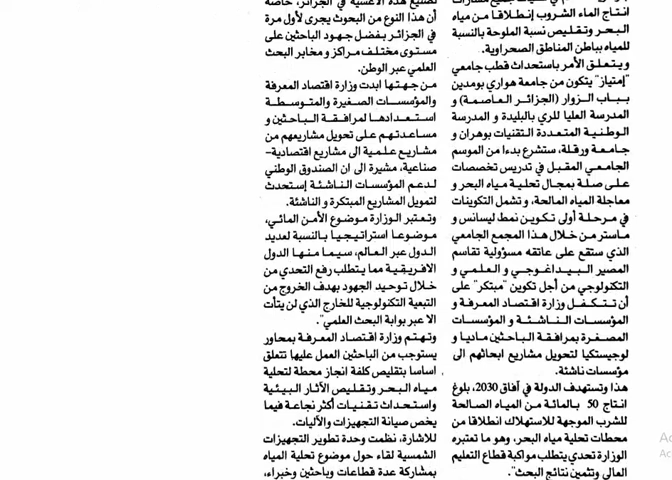 انتاج الماء الشروب إنطلاقا من مياه
البحر وتقليص نسبة الملوحة بالنسبة
للمياه بباطن المناطق الصحراوية.
ويتعلق الأمر باستحداث قطب جامعي
"إمتياز" يتكون من جامعة هواري بومدين
بباب الزوار (الجزائر العاصمة) و
المدرسة العليا للري بالبليدة و المدرسة
الوطنية المتعددة التقنيات بوهران و
جامعة ورقلة، ستشرع بدءا من الموسم
الجامعي المقبل في تدريس تخصصات
على صلة بمجال تحلية مياه البحر و
معاجلة المياه المالحة، و تشمل التكوينات
في مرحلة أولى تكوين نمط ليسانس و
ماستر من خلال هذا المجمع الجامعي
الذي ستقع على عاتقه مسؤولية تقاسم
المصير البيداغوجي و العلمي و
التكنولوجي من أجل تكوين "مبتكر" على
أن تتكفل وزارة اقتصاد المعرفة و
المؤسسات الناشئة و المؤسسات
المصغرة بمرافقة الباحثين ماديا و
لوجيستكيا لتحويل مشاريع ابحاثهم الى
مؤسسات ناشئة.
هذا وتستهدف الدولة في آفاق 2030، بلوغ
انتاج 50 بالمائة من المياه الصالحة
للشرب الموجهة للاستهلاك انطلاقا من
محطات تحلية مياه البحر، وهو ما تعتبره
الوزارة تحدي يتطلب مواكبة قطاع التعليم
العالي وتثمين نتائج البحث".
لتصنيع هذه الأغشية في الجزائر، خاصة
أن هذا النوع من البحوث يجرى لأول مرة
في الجزائر بفضل جهود الباحثين على
مستوى مختلف مراكز و مخابر البحث
العلمي عبر الوطن.
من جهتها ابدت وزارة اقتصاد المعرفة
والمؤسسات الصغيرة والمتوسطة
استعدادها لمرافقة الباحثين و
مساعدتهم على تحويل مشاريعهم من
مشاريع علمية الى مشاريع اقتصادية-
صناعية، مشيرة الى ان الصندوق الوطني
لدعم المؤسسات الناشئة إستحدث
لتمويل المشاريع المبتكرة و الناشئة.
وتعتبر الوزارة موضوع الأمن المائي،
موضوعا استراتيجيا بالنسبة لعديد
الدول عبر العالم، سيما منها الدول
الافريقية مما يتطلب رفع التحدي من
خلال توحيد الجهود بهدف الخروج من
التبعية التكنولوجية للخارج الذي لن يتأت
الا عبر بوابة البحث العلمي".
وتهتم وزارة اقتصاد المعرفة بمحاور
يستوجب من الباحثين العمل عليها تتعلق
اساسا بتقليص كلفة انجاز محطة لتحلية
مياه البحر وتقليص الآثار البيئية
واستحداث تقنيات أكثر نجاعة فيما
يخص صيانة التجهيزات والآليات.
للاشارة، نظمت وحدة تطوير التجهيزات
الشمسية لقاء حول موضوع تحلية المياه
بمشاركة عدة قطاعات وباحثين وخبراء،